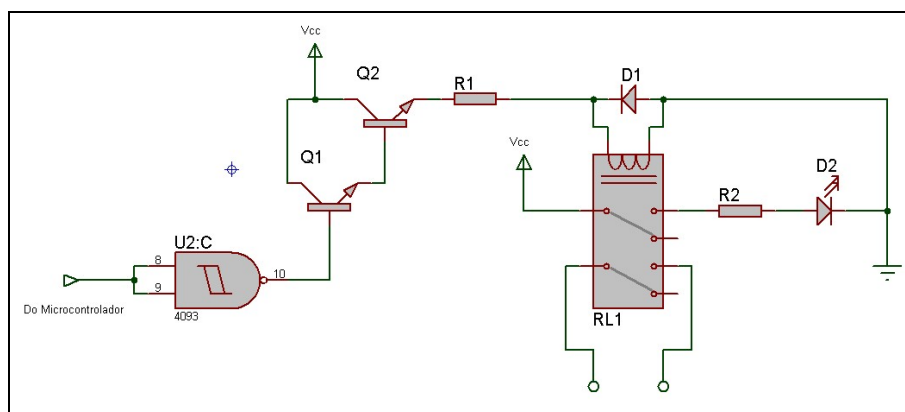 Vcc
Q2
R1
D1
Q1
Vcc
R2
D2
U2:C
8
9
10
4093
Do Microcontrolador
RL1